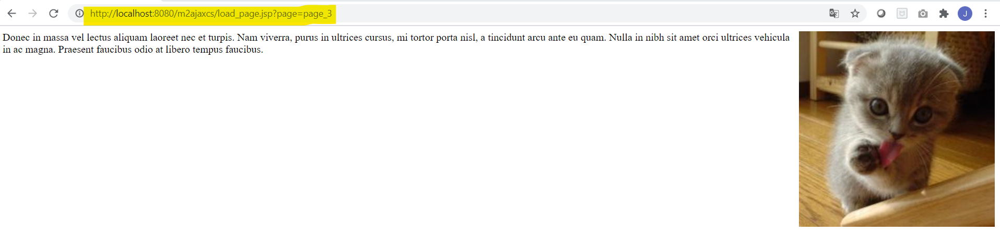 http://localhost:8080/m2ajaxcs/load_page.jsp?page=page_3
J
Donec in massa vel lectus aliquam laoreet nec et turpis. Nam viverra, purus in ultrices cursus, mi tortor porta nisl, a tincidunt arcu ante eu quam. Nulla in nibh sit amet orci ultrices vehicula
in ac magna. Praesent faucibus odio at libero tempus faucibus.